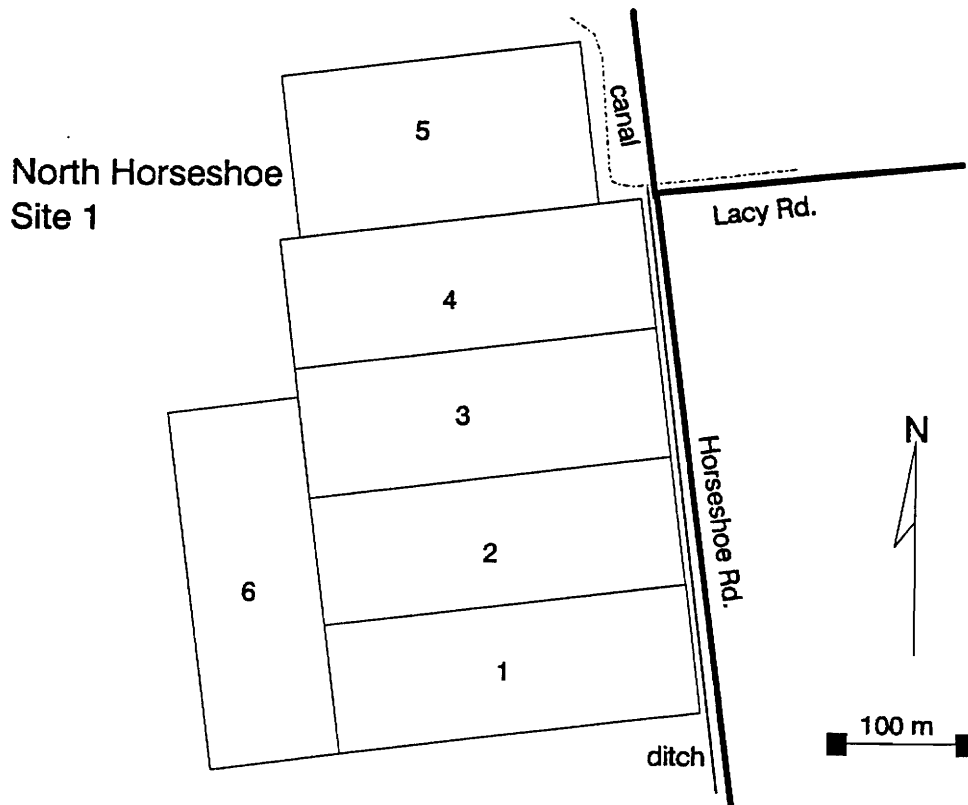 North Horseshoe
Site 1
canal
5
Lacy Rd.
4
3
Horseshoe Rd.
N
2
6
1
100 m
ditch